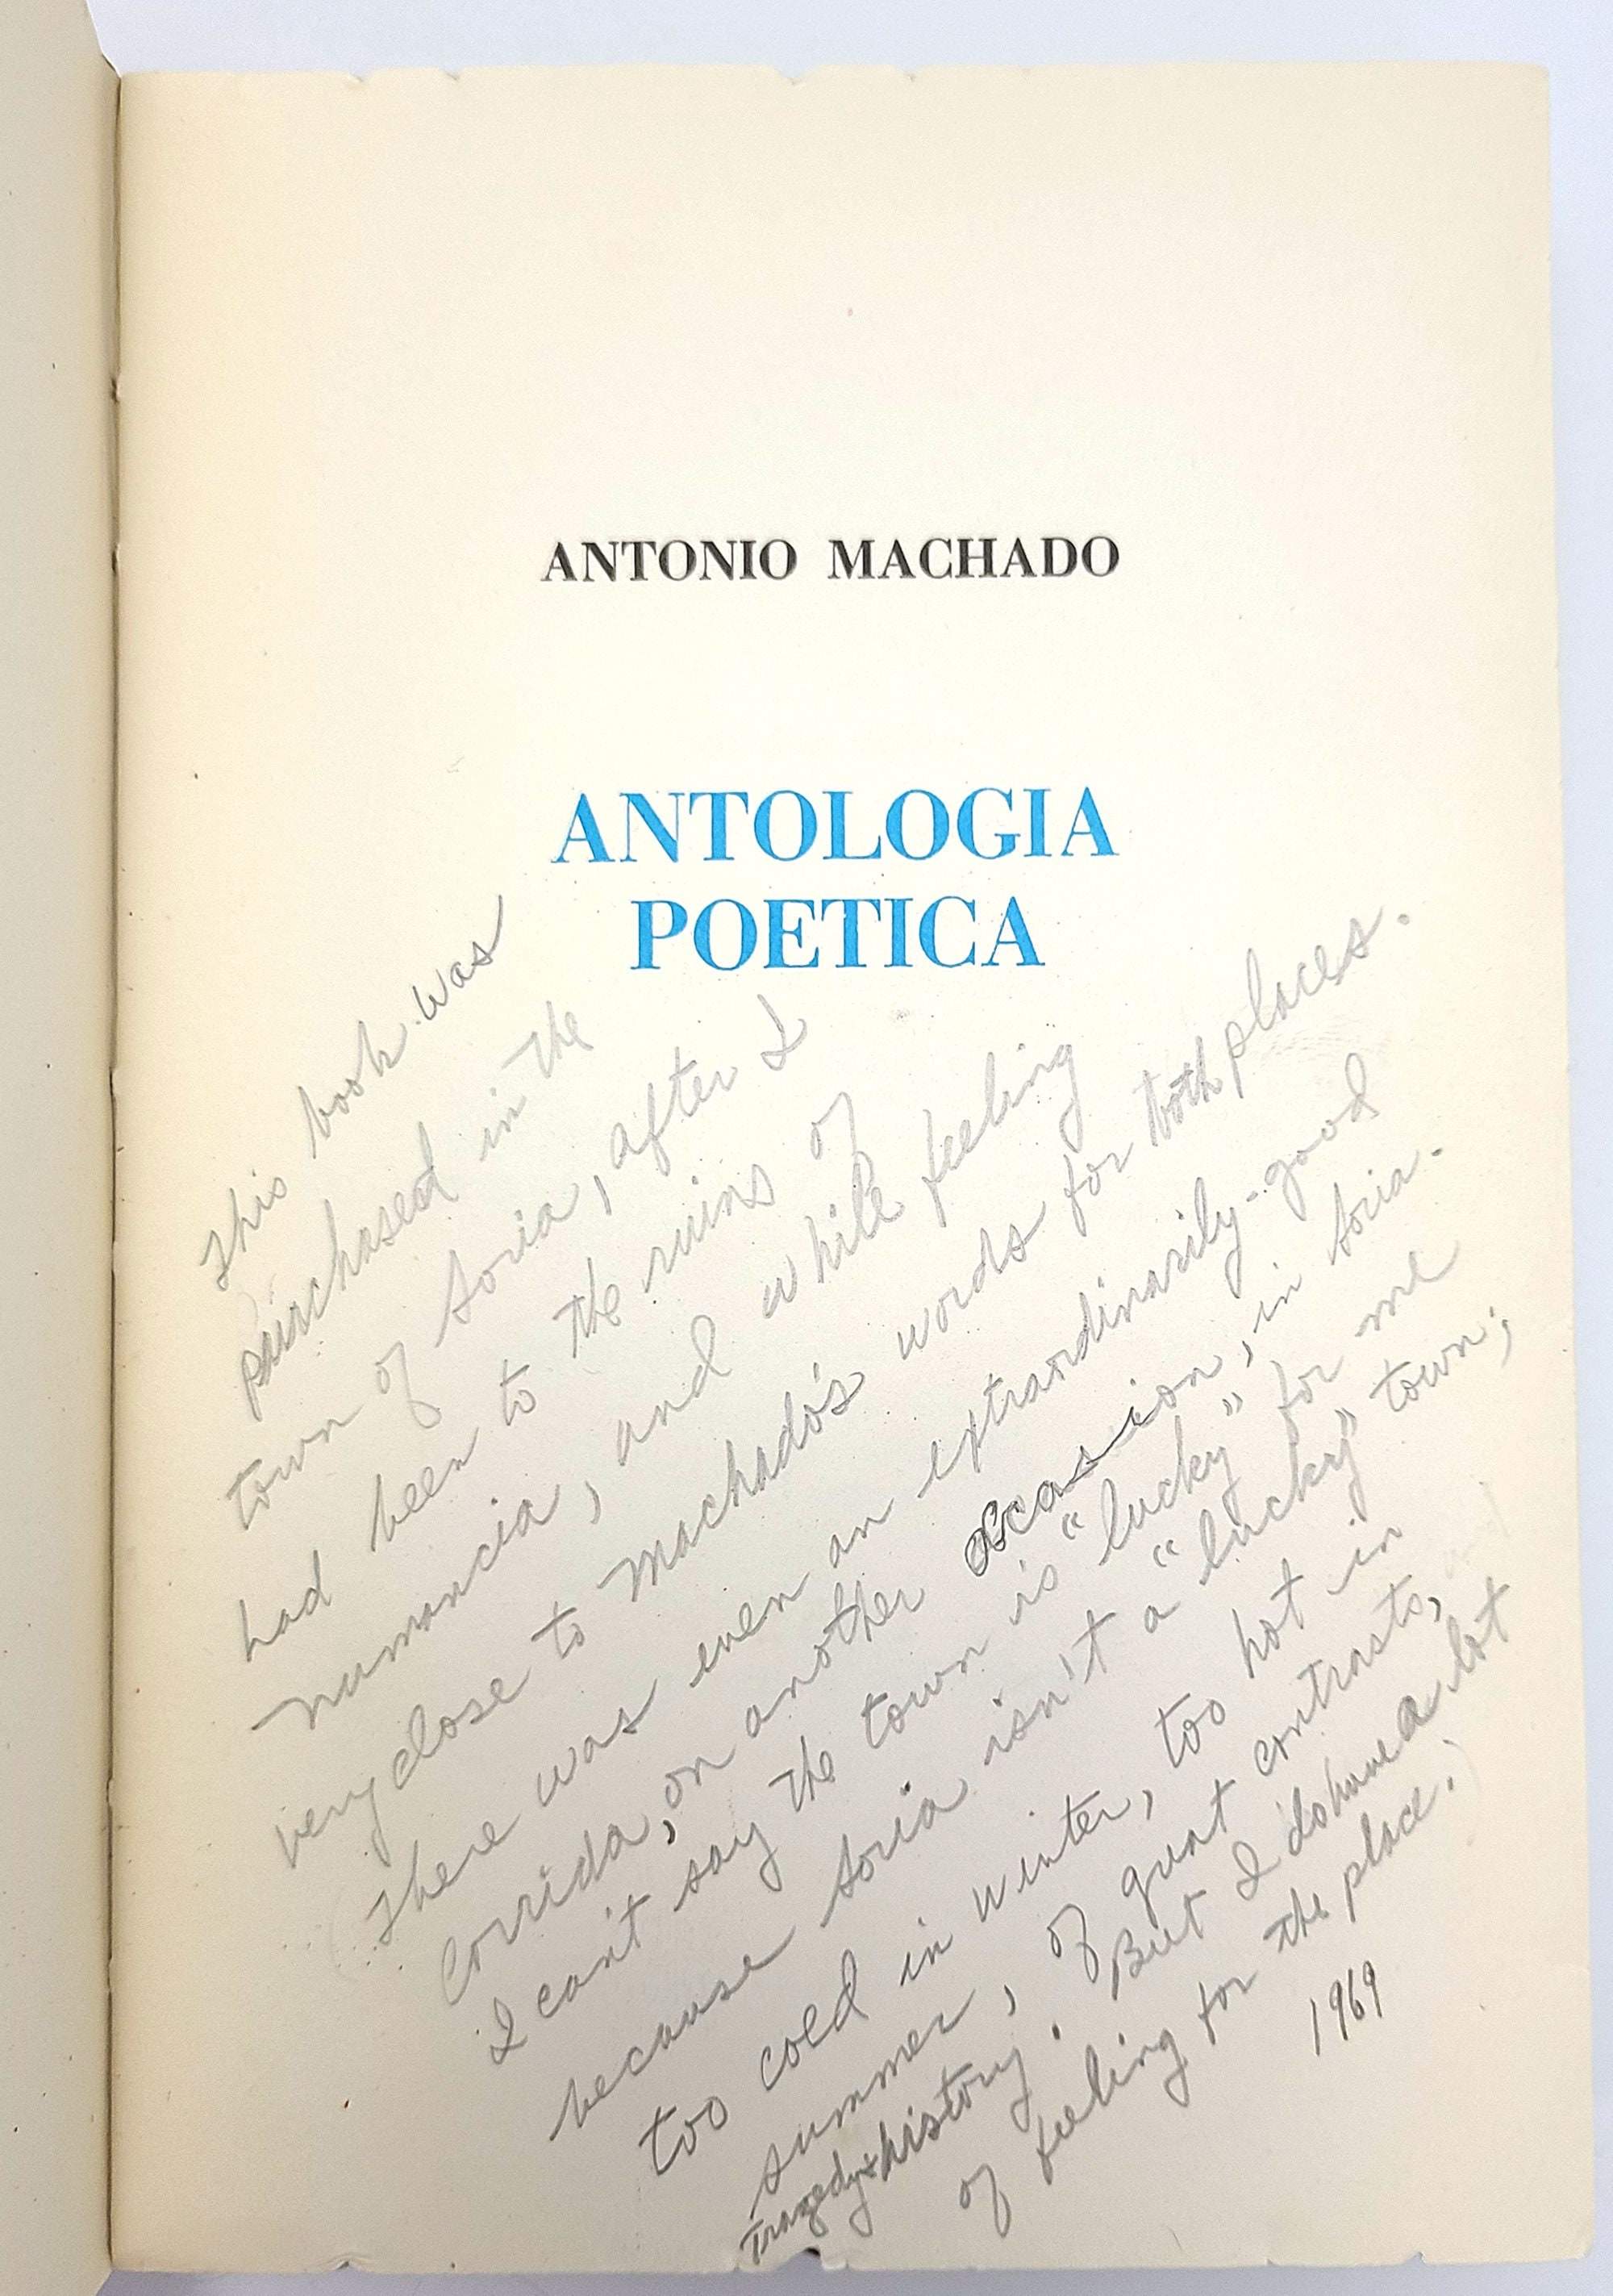 ANTONIO MACHADO
ANTOLOGIA
POETICA
This book was
purchased in the
town of Soria, after I
had been to the ruins of
Numancia, and while feeling
very close to Machado's words for both places.
(There was even an extraordinarily-good
corrida, on another occasion, in Soria.
I can't say the town is "lucky" for me
because Soria isn't a "lucky" town;
too cold in winter, too hot in
summer, of great contrasts, and
tragedy & history. But I do have a lot
of feeling for the place.)
1969